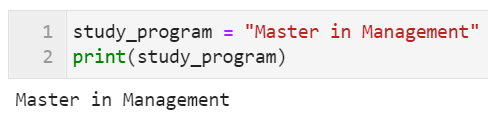 1 study_program = "Master in Management"
2 print(study_program)
Master in Management